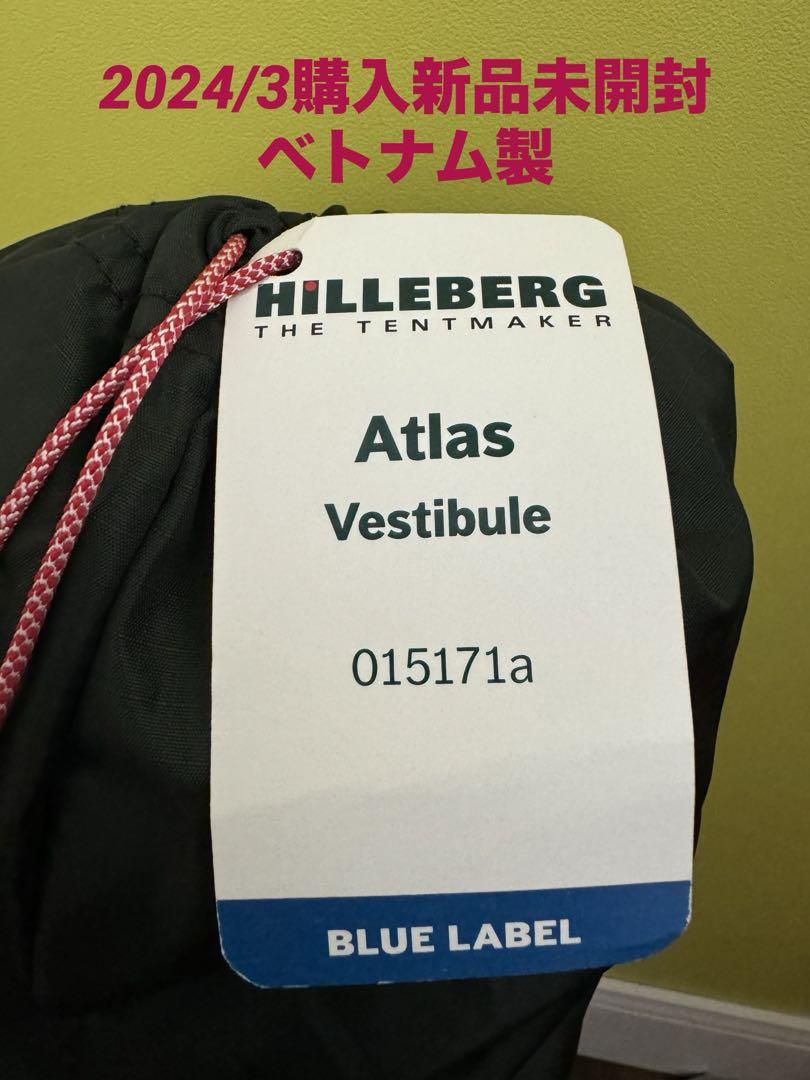 2024/3購入新品未開封
ベトナム製
HILLEBERG
THE TENTMAKER
Atlas
Vestibule
015171a
BLUE LABEL